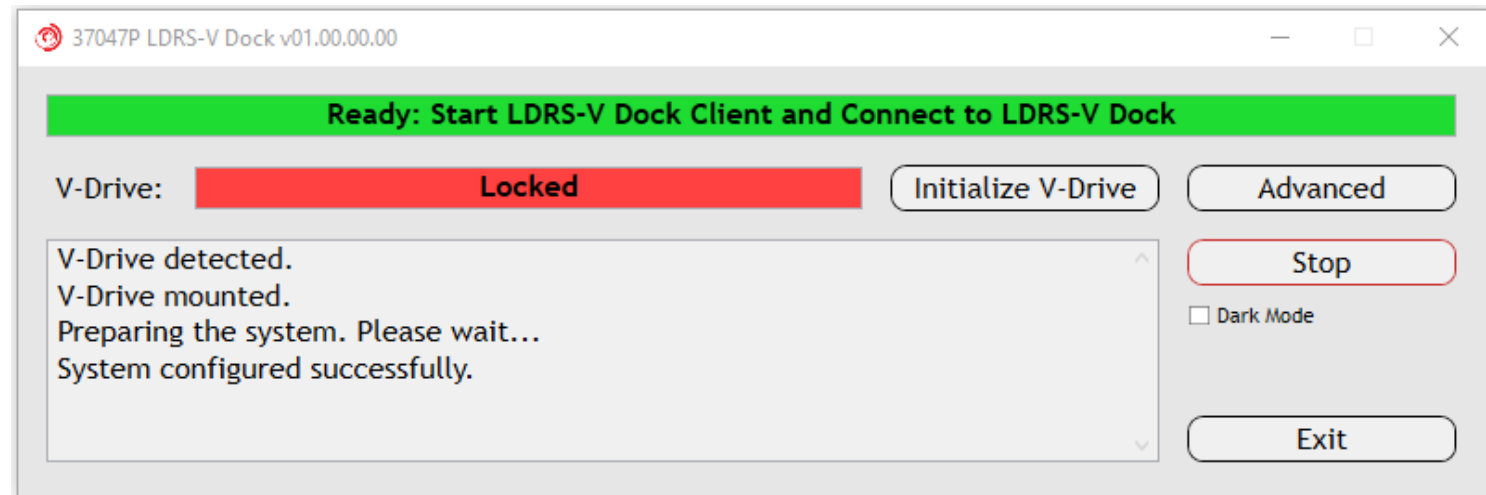 37047P LDRS-V Dock v01.00.00.00
Ready: Start LDRS-V Dock Client and Connect to LDRS-V Dock
V-Drive:
Locked
Initialize V-Drive
Advanced
V-Drive detected.
V-Drive mounted.
Preparing the system. Please wait...
System configured successfully.
Stop
Dark Mode
Exit